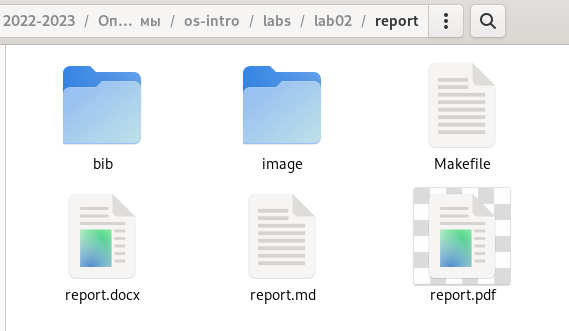 2022-2023 / Оп... мы / os-intro / labs / lab02 / report
bib
image
Makefile
report.docx
report.md
report.pdf